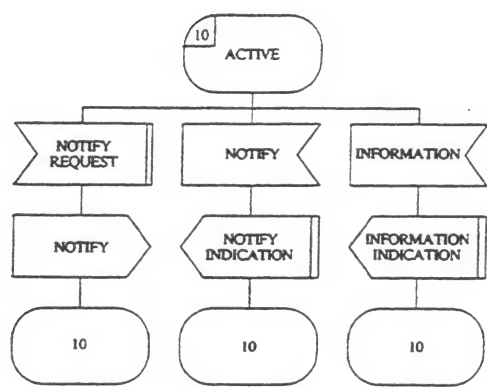 10
ACTIVE
NOTIFY
REQUEST
NOTIFY
INFORMATION
NOTIFY
NOTIFY
INDICATION
INFORMATION
INDICATION
10
10
10